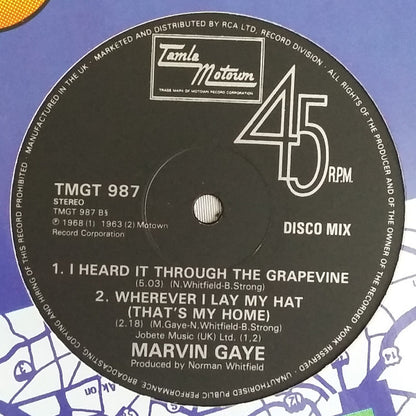 MANUFACTURED IN THE UK · MARKETED AND DISTRIBUTED BY RCA LTD, RECORD DIVISION · ALL RIGHTS OF THE PRODUCER AND OF THE OWNER OF THE RECORDED WORK RESERVED · UNAUTHORISED PUBLIC PERFORMANCE BROADCASTING, COPYING AND HIRING OF THIS RECORD PROHIBITED
Tamla
Motown
TRADE MARK OF MOTOWN RECORD CORPORATION
45
R.P.M.
TMGT 987
STEREO
TMGT 987 B
℗ 1968 (1) 1963 (2) Motown
Record Corporation
DISCO MIX
1. I HEARD IT THROUGH THE GRAPEVINE
(5.03) (N.Whitfield-B.Strong)
2. WHEREVER I LAY MY HAT
(THAT'S MY HOME)
(2.18) (M.Gaye-N.Whitfield-B.Strong)
Jobete Music (UK) Ltd. (1,2)
MARVIN GAYE
Produced by Norman Whitfield